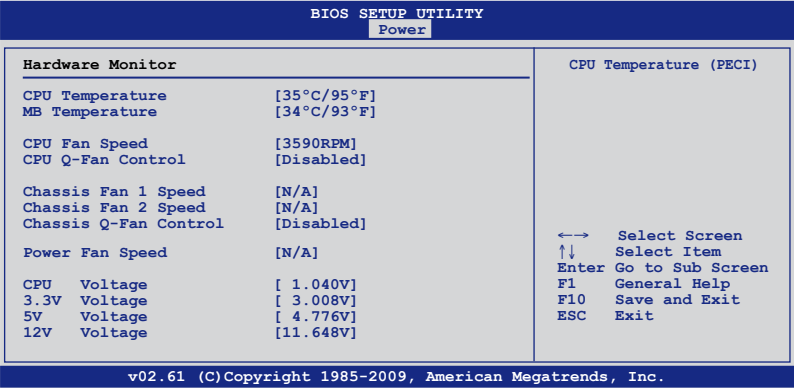 BIOS SETUP UTILITY
Power
Hardware Monitor
CPU Temperature [35°C/95°F]
MB Temperature [34°C/93°F]
CPU Fan Speed [3590RPM]
CPU Q-Fan Control [Disabled]
Chassis Fan 1 Speed [N/A]
Chassis Fan 2 Speed [N/A]
Chassis Q-Fan Control [Disabled]
Power Fan Speed [N/A]
CPU Voltage [ 1.040V]
3.3V Voltage [ 3.008V]
5V Voltage [ 4.776V]
12V Voltage [11.648V]
CPU Temperature (PECI)
←→ Select Screen
↑↓ Select Item
Enter Go to Sub Screen
F1 General Help
F10 Save and Exit
ESC Exit
v02.61 (C)Copyright 1985-2009, American Megatrends, Inc.